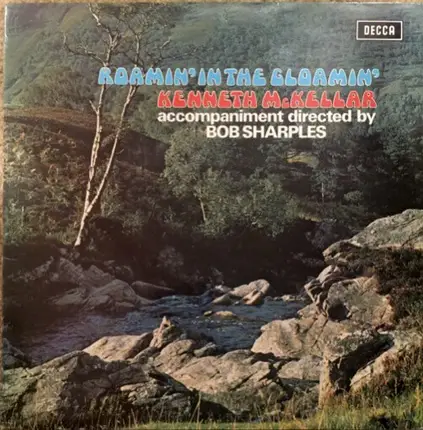 DECCA
ROAMIN' IN THE GLOAMIN'
KENNETH McKELLAR
accompaniment directed by
BOB SHARPLES